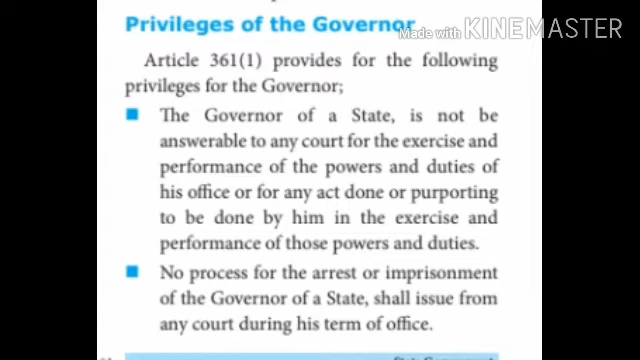 Privileges of the Governor
Made with KINEMASTER
Article 361(1) provides for the following
privileges for the Governor;
■ The Governor of a State, is not be
answerable to any court for the exercise and
performance of the powers and duties of
his office or for any act done or purporting
to be done by him in the exercise and
performance of those powers and duties.
■ No process for the arrest or imprisonment
of the Governor of a State, shall issue from
any court during his term of office.